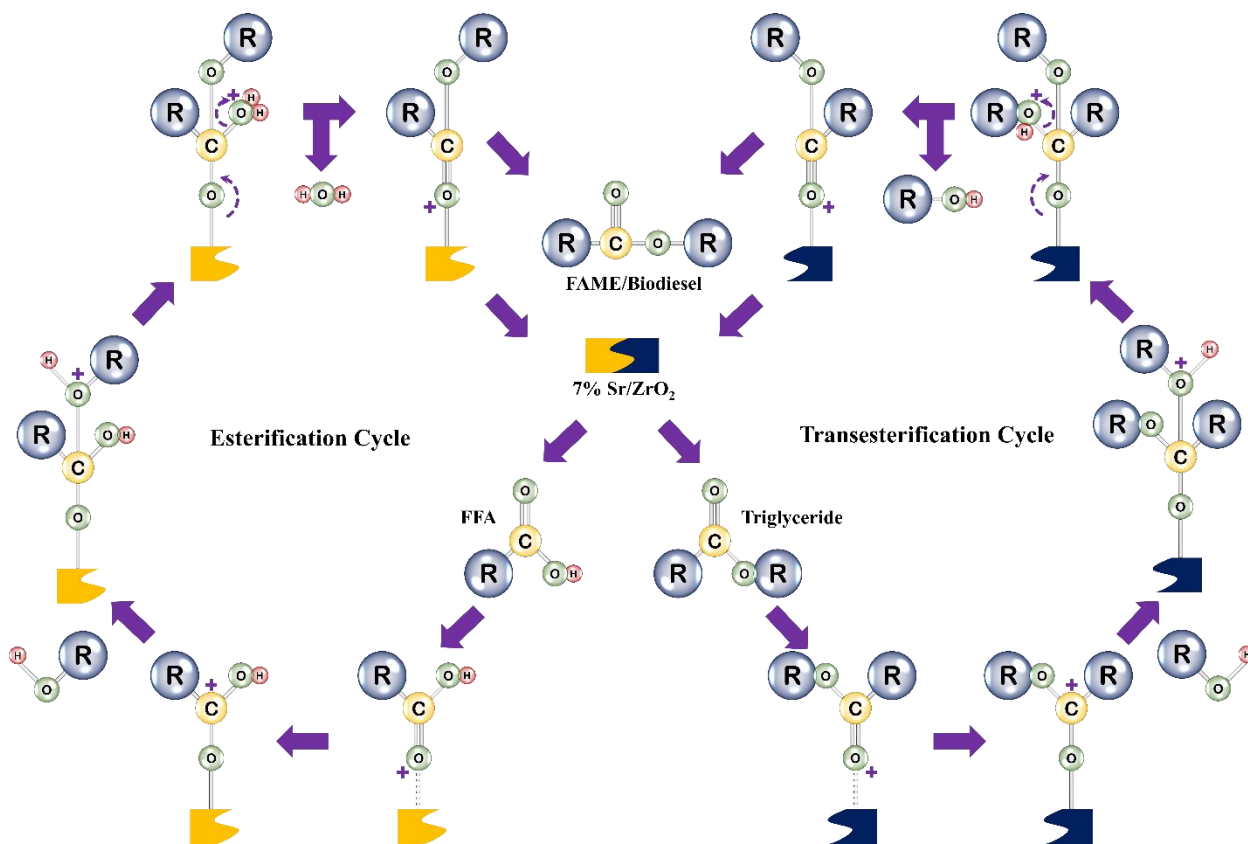 R
O
R + H
O H
C
O
H O H
R
O
R
C
+ O
O
R C O R
FAME/Biodiesel
R
O
R
C
O +
R O H
R
O
+
R O R
H
C
O
H + R
O
R O H
C
O
Esterification Cycle
7% Sr/ZrO₂
Transesterification Cycle
R H
+
O
R O R
C
O
FFA
O
C
R O H
Triglyceride
O
C
R O R
H R
O
R + O H
C
O
R O H
C
+ O
R O R
C
O +
R O + R
C
O
R H
O